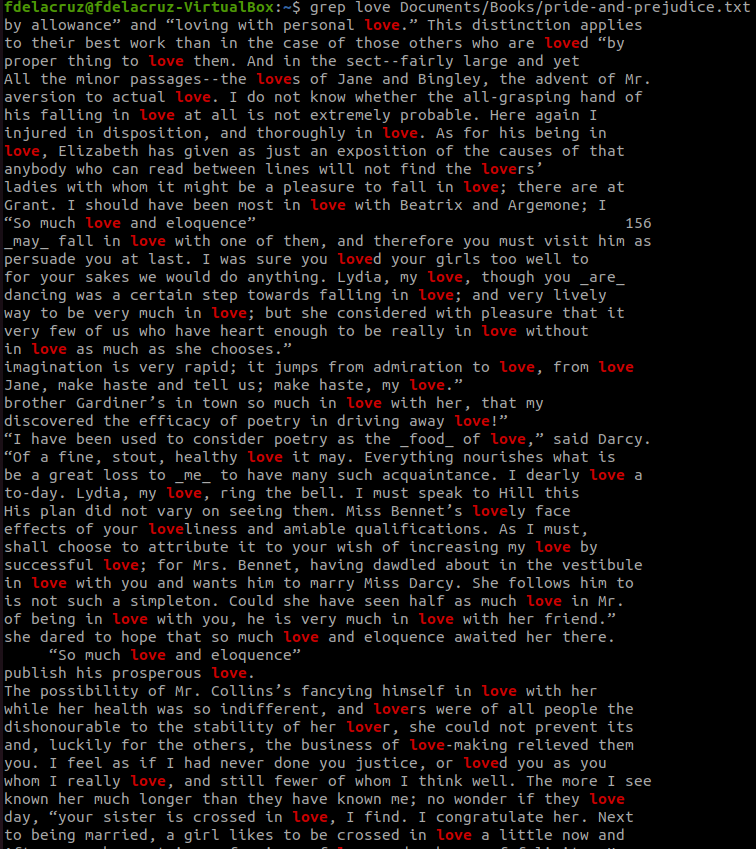 fdelacruz@fdelacruz-VirtualBox:~$ grep love Documents/Books/pride-and-prejudice.txt
by allowance” and “loving with personal love.” This distinction applies
to their best work than in the case of those others who are loved “by
proper thing to love them. And in the sect--fairly large and yet
All the minor passages--the loves of Jane and Bingley, the advent of Mr.
aversion to actual love. I do not know whether the all-grasping hand of
his falling in love at all is not extremely probable. Here again I
injured in disposition, and thoroughly in love. As for his being in
love, Elizabeth has given as just an exposition of the causes of that
anybody who can read between lines will not find the lovers’
ladies with whom it might be a pleasure to fall in love; there are at
Grant. I should have been most in love with Beatrix and Argemone; I
“So much love and eloquence” 156
_may_ fall in love with one of them, and therefore you must visit him as
persuade you at last. I was sure you loved your girls too well to
for your sakes we would do anything. Lydia, my love, though you _are_
dancing was a certain step towards falling in love; and very lively
way to be very much in love; but she considered with pleasure that it
very few of us who have heart enough to be really in love without
in love as much as she chooses.”
imagination is very rapid; it jumps from admiration to love, from love
Jane, make haste and tell us; make haste, my love.”
brother Gardiner’s in town so much in love with her, that my
discovered the efficacy of poetry in driving away love!”
“I have been used to consider poetry as the _food_ of love,” said Darcy.
“Of a fine, stout, healthy love it may. Everything nourishes what is
be a great loss to _me_ to have many such acquaintance. I dearly love a
to-day. Lydia, my love, ring the bell. I must speak to Hill this
His plan did not vary on seeing them. Miss Bennet’s lovely face
effects of your loveliness and amiable qualifications. As I must,
shall choose to attribute it to your wish of increasing my love by
successful love; for Mrs. Bennet, having dawdled about in the vestibule
in love with you and wants him to marry Miss Darcy. She follows him to
is not such a simpleton. Could she have seen half as much love in Mr.
of being in love with you, he is very much in love with her friend.”
she dared to hope that so much love and eloquence awaited her there.
“So much love and eloquence”
publish his prosperous love.
The possibility of Mr. Collins’s fancying himself in love with her
while her health was so indifferent, and lovers were of all people the
dishonourable to the stability of her lover, she could not prevent its
and, luckily for the others, the business of love-making relieved them
you. I feel as if I had never done you justice, or loved you as you
whom I really love, and still fewer of whom I think well. The more I see
known her much longer than they have known me; no wonder if they love
day, “your sister is crossed in love, I find. I congratulate her. Next
to being married, a girl likes to be crossed in love a little now and